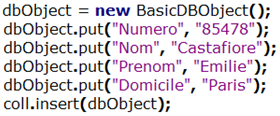 dbObject = new BasicDBObject();
dbObject.put("Numero", "85478");
dbObject.put("Nom", "Castafiore");
dbObject.put("Prenom", "Emilie");
dbObject.put("Domicile", "Paris");
coll.insert(dbObject);